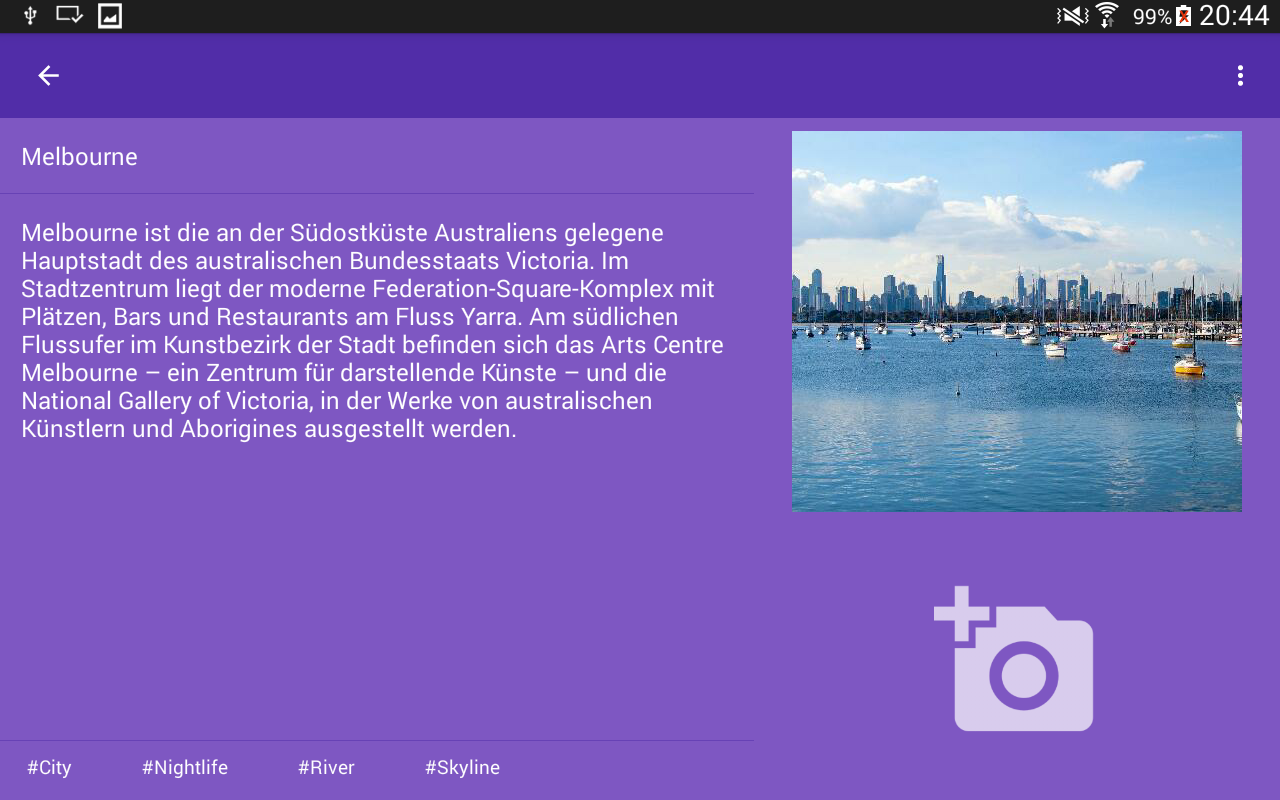 99% 20:44
Melbourne
Melbourne ist die an der Südostküste Australiens gelegene
Hauptstadt des australischen Bundesstaats Victoria. Im
Stadtzentrum liegt der moderne Federation-Square-Komplex mit
Plätzen, Bars und Restaurants am Fluss Yarra. Am südlichen
Flussufer im Kunstbezirk der Stadt befinden sich das Arts Centre
Melbourne – ein Zentrum für darstellende Künste – und die
National Gallery of Victoria, in der Werke von australischen
Künstlern und Aborigines ausgestellt werden.
#City #Nightlife #River #Skyline